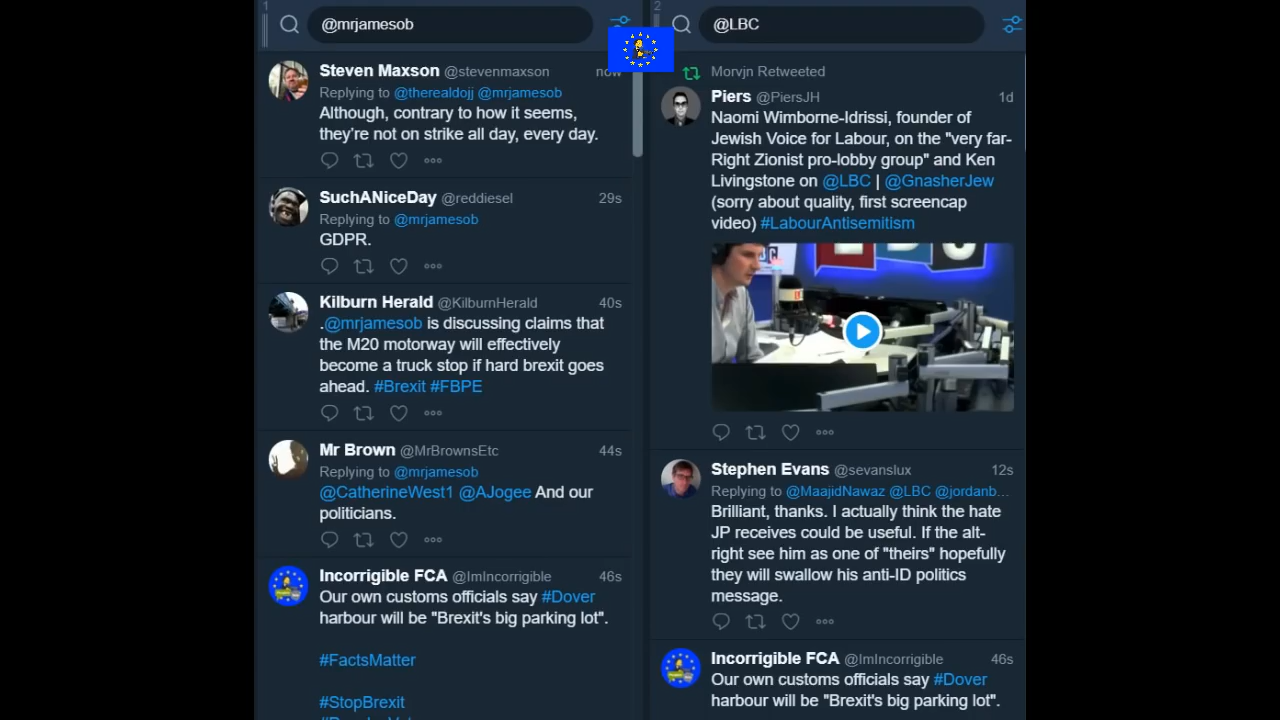 1
@mrjamesob
Steven Maxson @stevenmaxson now
Replying to @therealdojj @mrjamesob
Although, contrary to how it seems,
they're not on strike all day, every day.
SuchANiceDay @reddiesel 29s
Replying to @mrjamesob
GDPR.
Kilburn Herald @KilburnHerald 40s
.@mrjamesob is discussing claims that
the M20 motorway will effectively
become a truck stop if hard brexit goes
ahead. #Brexit #FBPE
Mr Brown @MrBrownsEtc 44s
Replying to @mrjamesob
@CatherineWest1 @AJogee And our
politicians.
Incorrigible FCA @ImIncorrigible 46s
Our own customs officials say #Dover
harbour will be "Brexit's big parking lot".
#FactsMatter
#StopBrexit
2
@LBC
Morvjn Retweeted
Piers @PiersJH 1d
Naomi Wimborne-Idrissi, founder of
Jewish Voice for Labour, on the "very far-
Right Zionist pro-lobby group" and Ken
Livingstone on @LBC | @GnasherJew
(sorry about quality, first screencap
video) #LabourAntisemitism
Stephen Evans @sevanslux 12s
Replying to @MaajidNawaz @LBC @jordanb...
Brilliant, thanks. I actually think the hate
JP receives could be useful. If the alt-
right see him as one of "theirs" hopefully
they will swallow his anti-ID politics
message.
Incorrigible FCA @ImIncorrigible 46s
Our own customs officials say #Dover
harbour will be "Brexit's big parking lot".